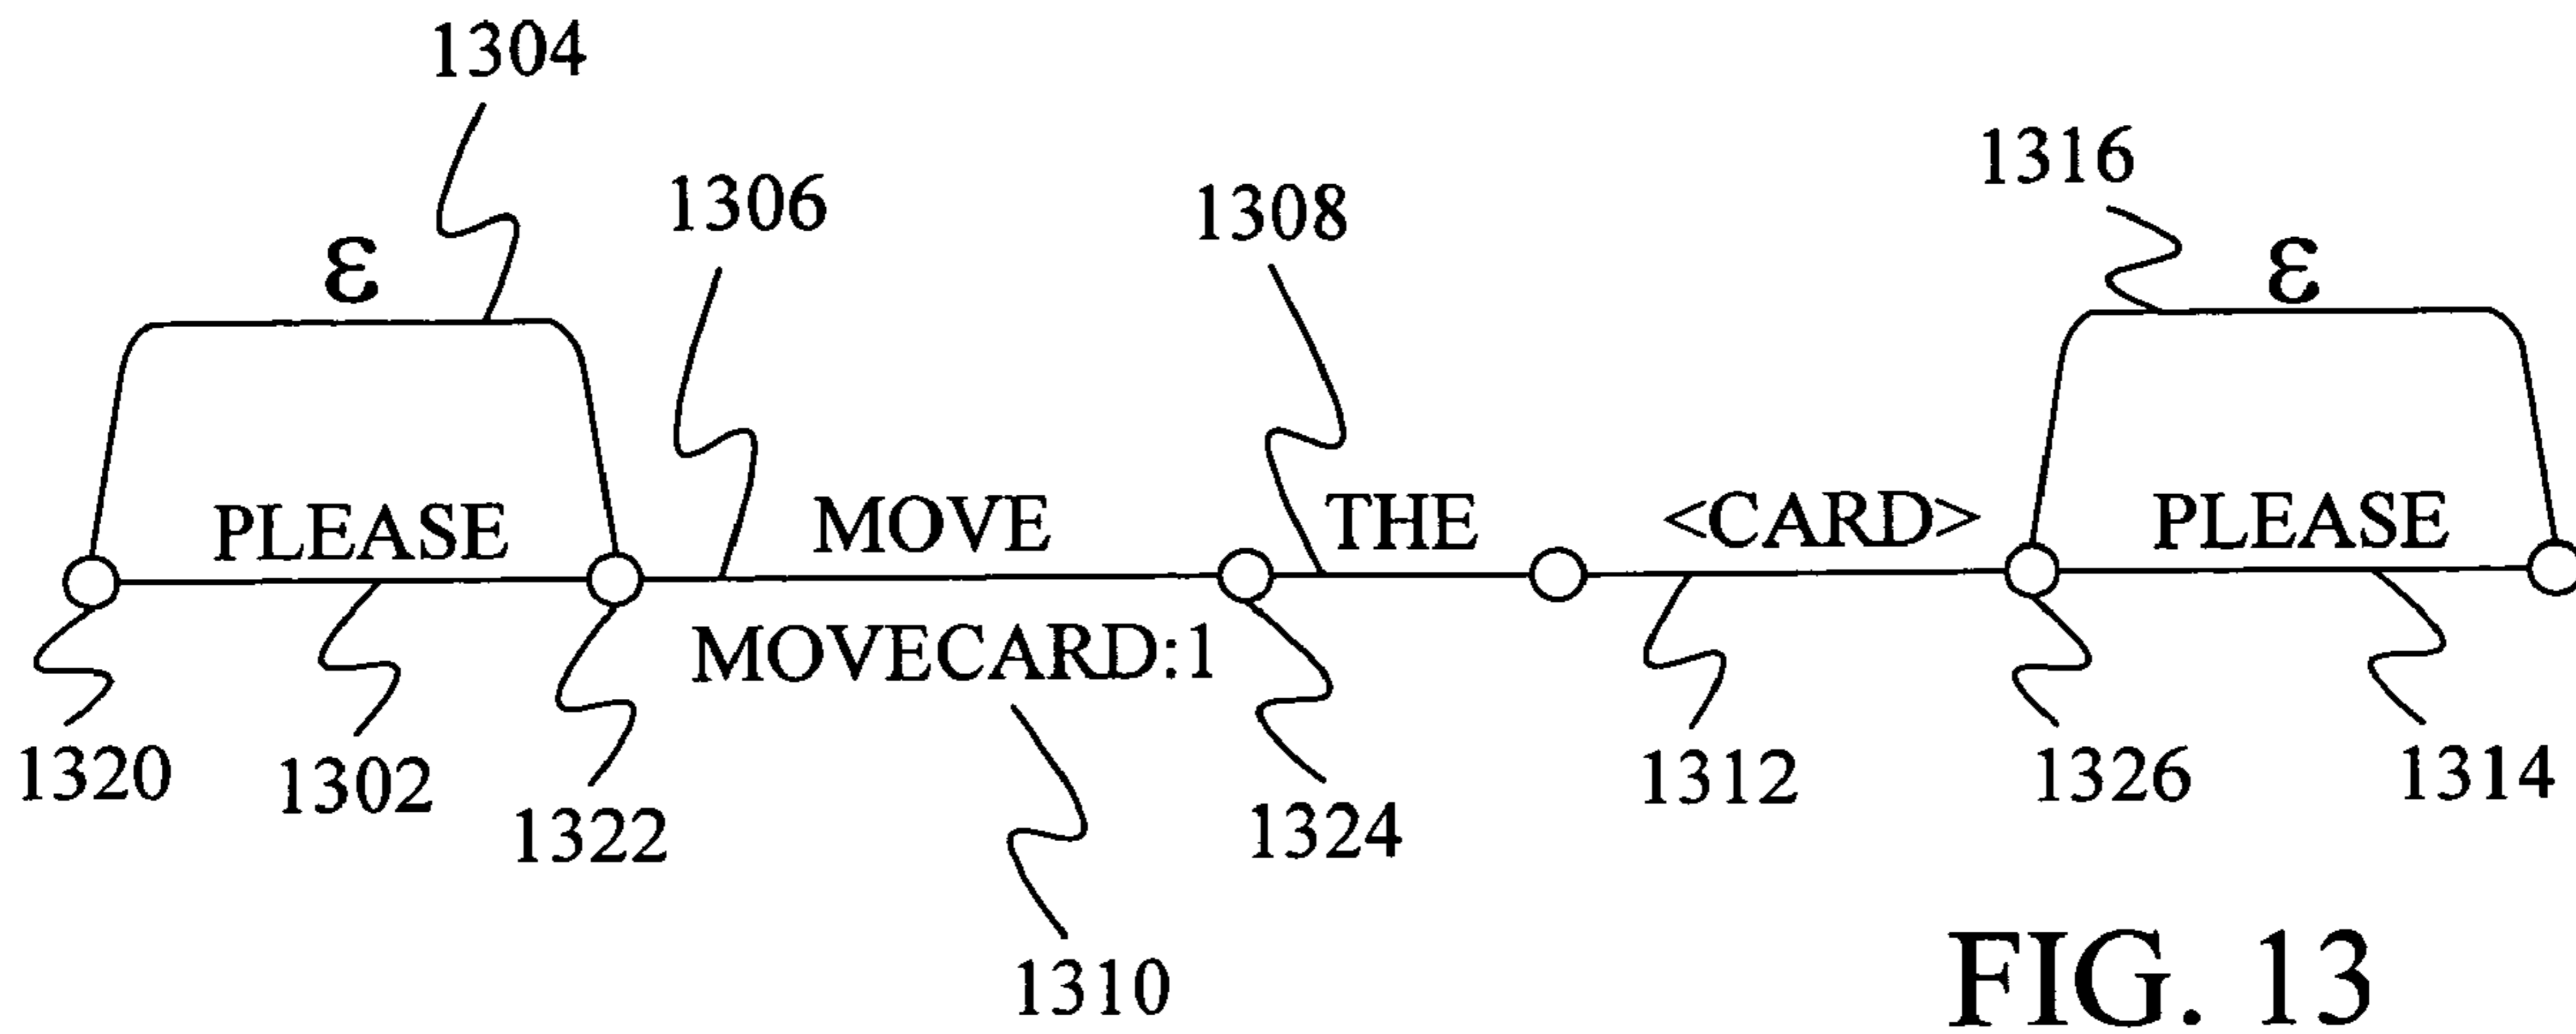 1304
1316
1306 1308
ε ε
PLEASE MOVE THE <CARD> PLEASE
MOVECARD:1
1320 1302 1322 1324 1312 1326 1314
1310
FIG. 13